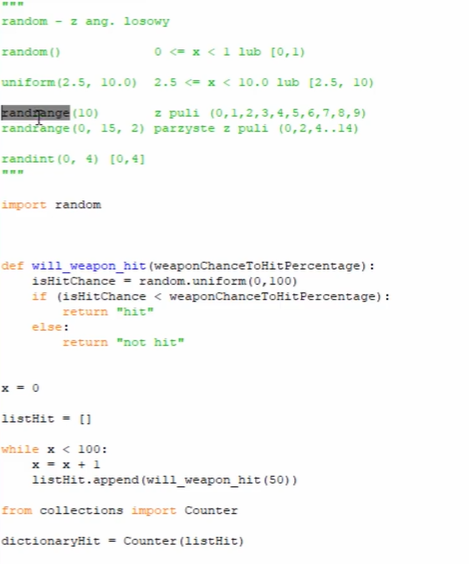 """
random - z ang. losowy
random() 0 <= x < 1 lub [0,1)
uniform(2.5, 10.0) 2.5 <= x < 10.0 lub [2.5, 10)
randrange(10) z puli (0,1,2,3,4,5,6,7,8,9)
randrange(0, 15, 2) parzyste z puli (0,2,4..14)
randint(0, 4) [0,4]
"""
import random
def will_weapon_hit(weaponChanceToHitPercentage):
    isHitChance = random.uniform(0,100)
    if (isHitChance < weaponChanceToHitPercentage):
        return "hit"
    else:
        return "not hit"
x = 0
listHit = []
while x < 100:
    x = x + 1
    listHit.append(will_weapon_hit(50))
from collections import Counter
dictionaryHit = Counter(listHit)